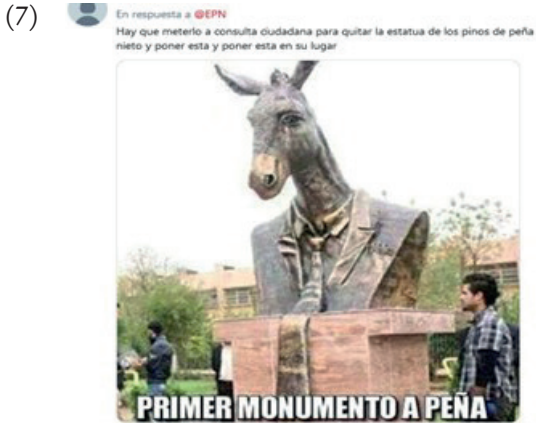 (7)
En respuesta a @EPN
Hay que meterlo a consulta ciudadana para quitar la estatua de los pinos de peña
nieto y poner esta y poner esta en su lugar
PRIMER MONUMENTO A PEÑA